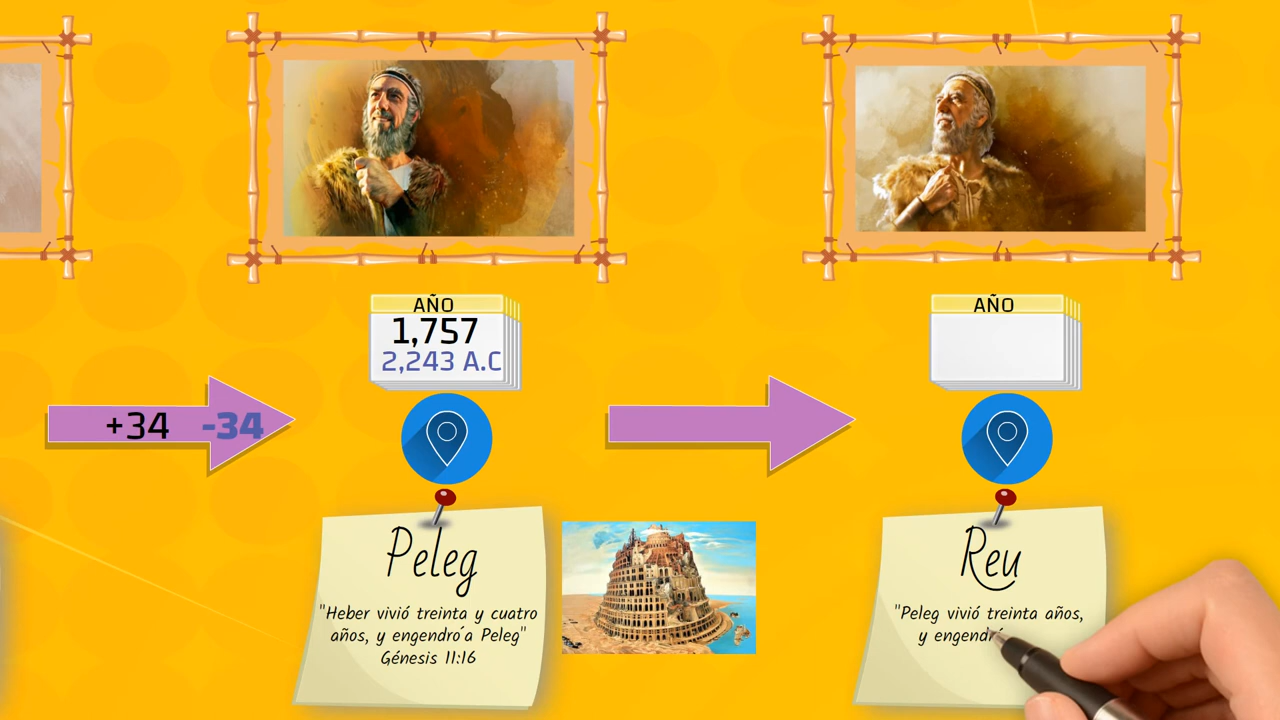 AÑO
1,757
2,243 A.C
AÑO
+34 -34
Peleg
"Heber vivió treinta y cuatro
años, y engendró a Peleg"
Génesis 11:16
Reu
"Peleg vivió treinta años,
y engendr